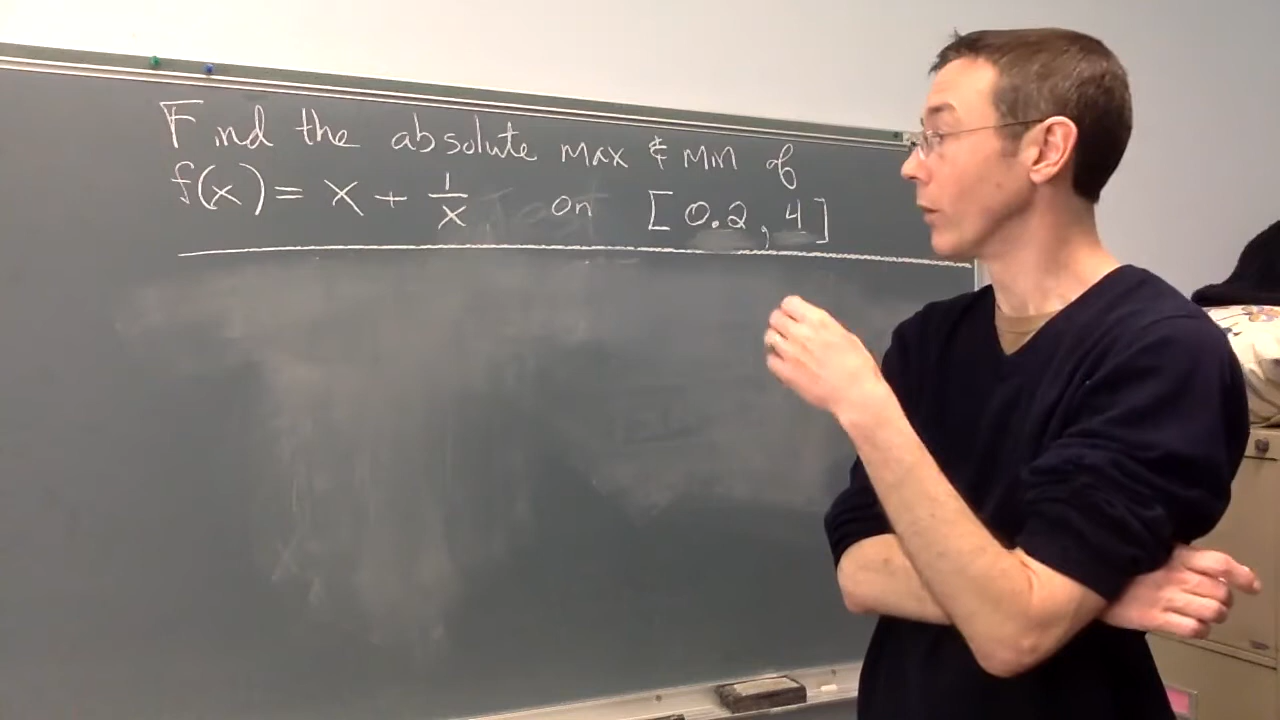 Find the absolute max & min of
f(x) = x + 1/x on [0.2, 4]